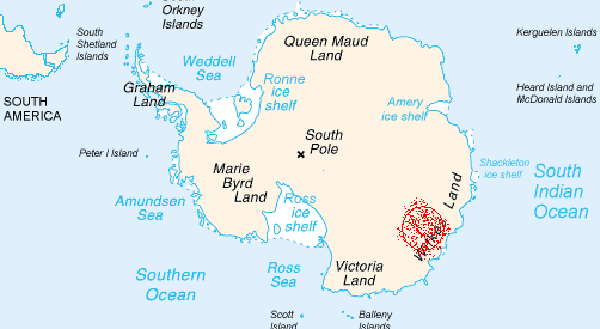 South
Orkney
Islands
South
Shetland
Islands
Queen Maud
Land
Kerguelen Islands
Weddell
Sea
Ronne
ice
shelf
Graham
Land
SOUTH
AMERICA
Amery
ice shelf
Heard Island and
McDonald Islands
South
Pole
Peter I Island
Marie
Byrd
Land
Shackleton
ice shelf
South
Indian
Ocean
Land
Amundsen
Sea
Ross
ice
shelf
Southern
Ocean
Ross
Sea
Victoria
Land
Scott
Island
Balleny
Islands